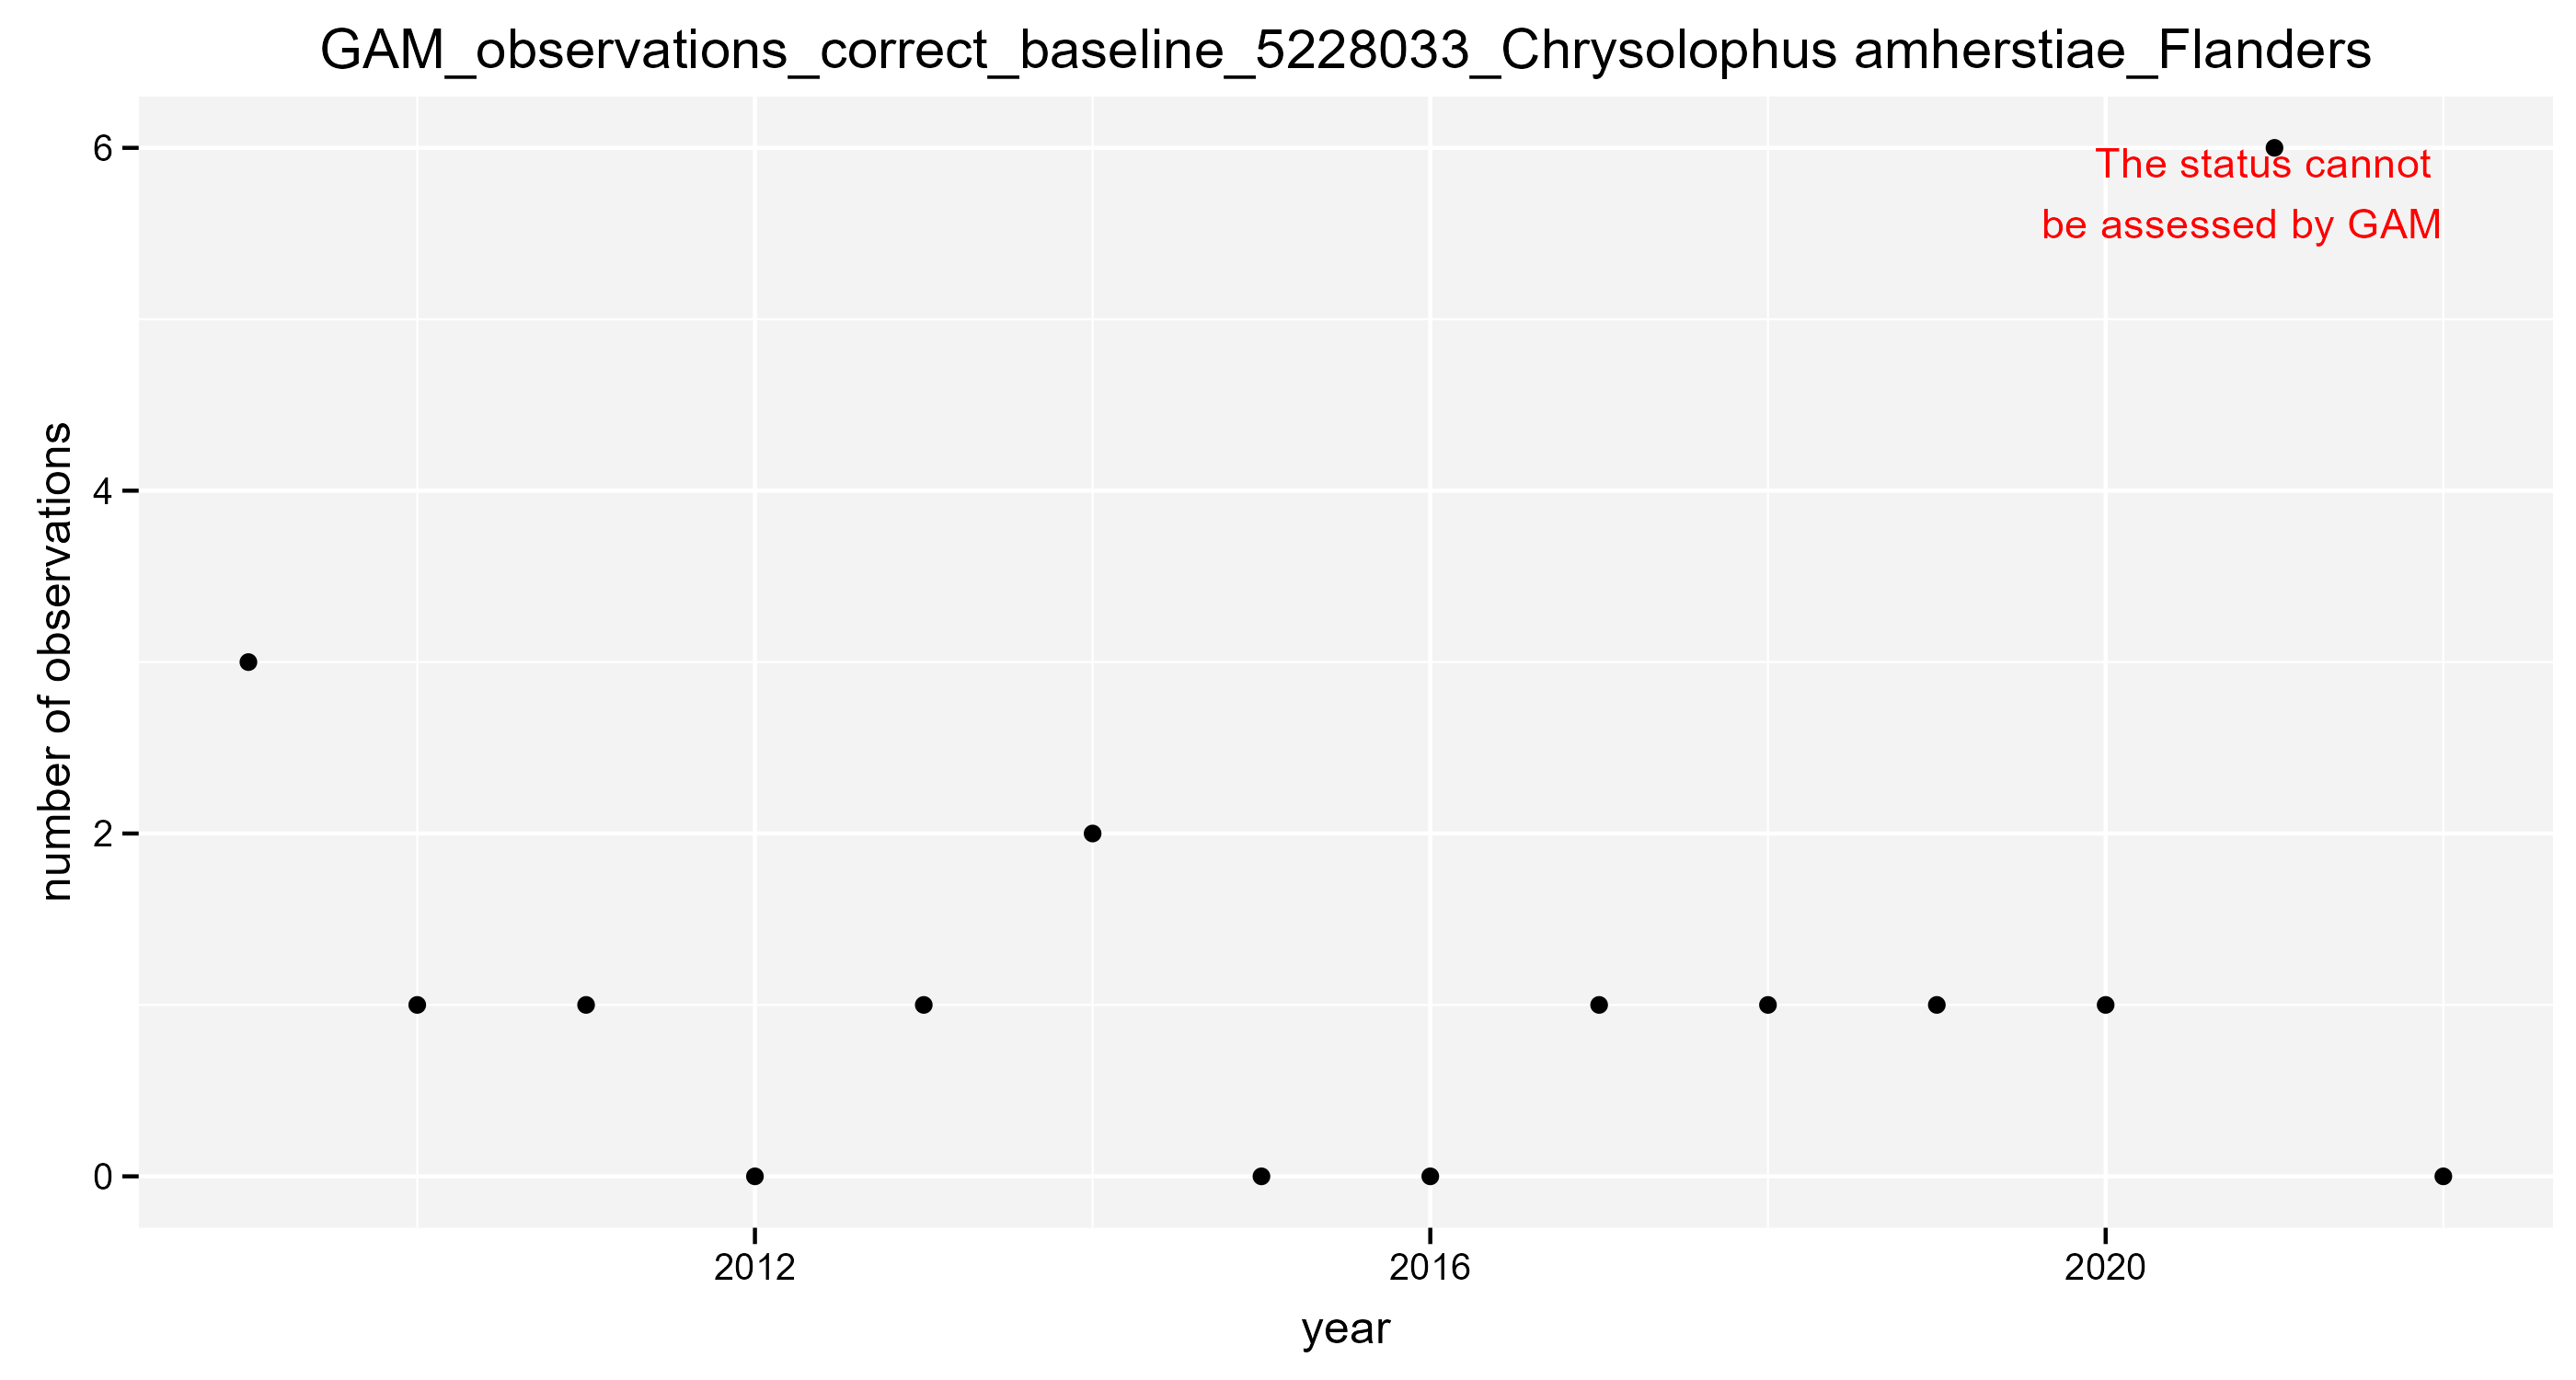 GAM_observations_correct_baseline_5228033_Chrysolophus amherstiae_Flanders
6
The status cannot
be assessed by GAM
4
number of observations
2
0
2012
2016
2020
year